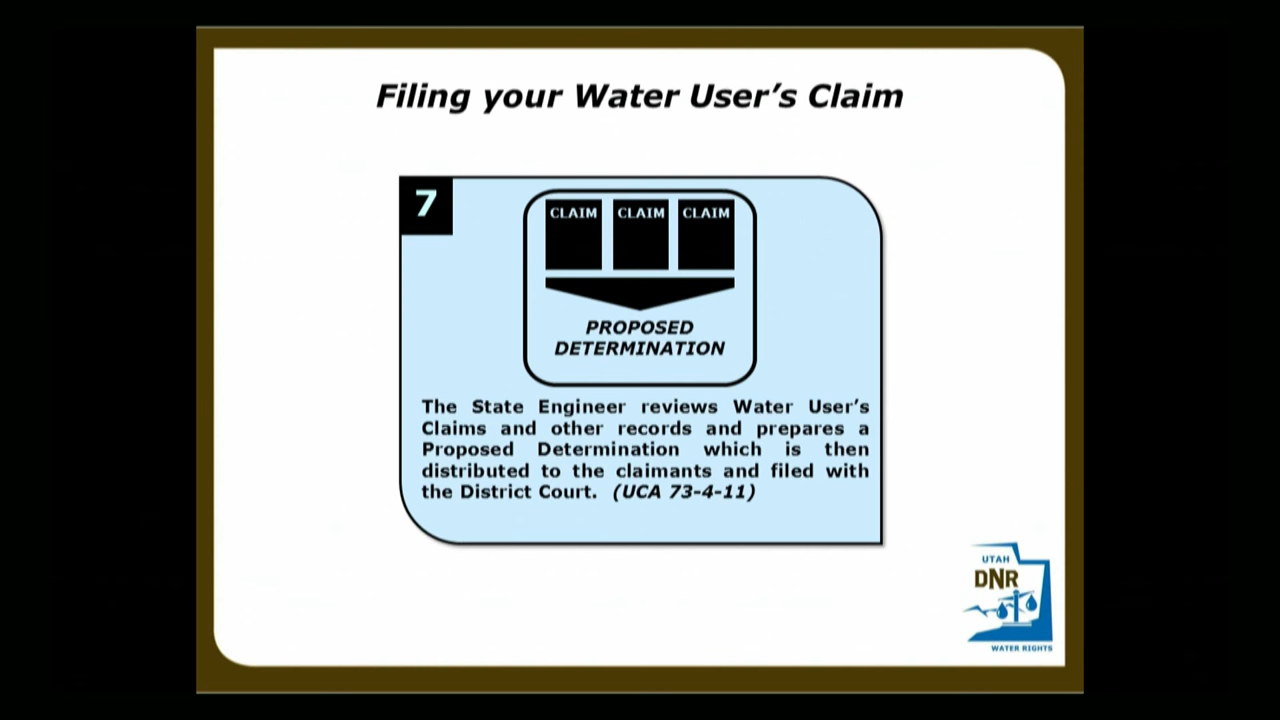 Filing your Water User's Claim
7
CLAIM CLAIM CLAIM
PROPOSED
DETERMINATION
The State Engineer reviews Water User's
Claims and other records and prepares a
Proposed Determination which is then
distributed to the claimants and filed with
the District Court. (UCA 73-4-11)
UTAH
DNR
WATER RIGHTS